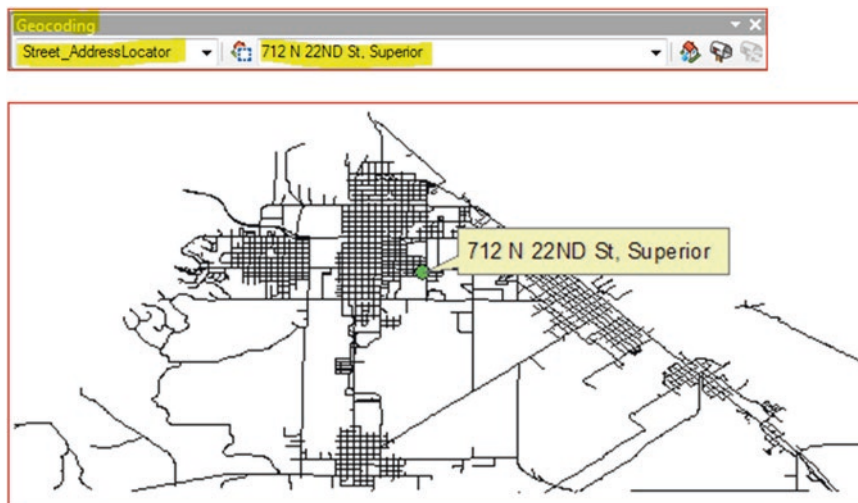 Geocoding
Street_AddressLocator
712 N 22ND St, Superior
712 N 22ND St, Superior